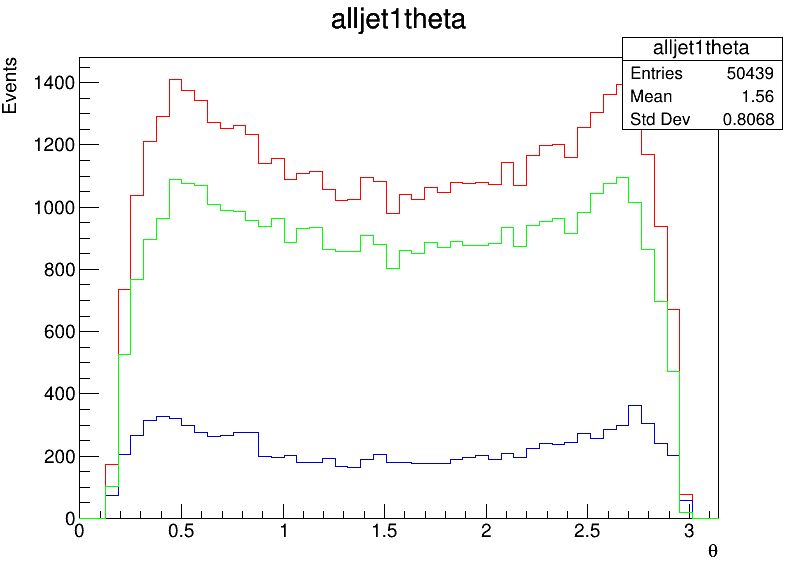 alljet1theta
Events
alljet1theta
Entries 50439
Mean 1.56
Std Dev 0.8068
1400
1200
1000
800
600
400
200
0
0 0.5 1 1.5 2 2.5 3
θ